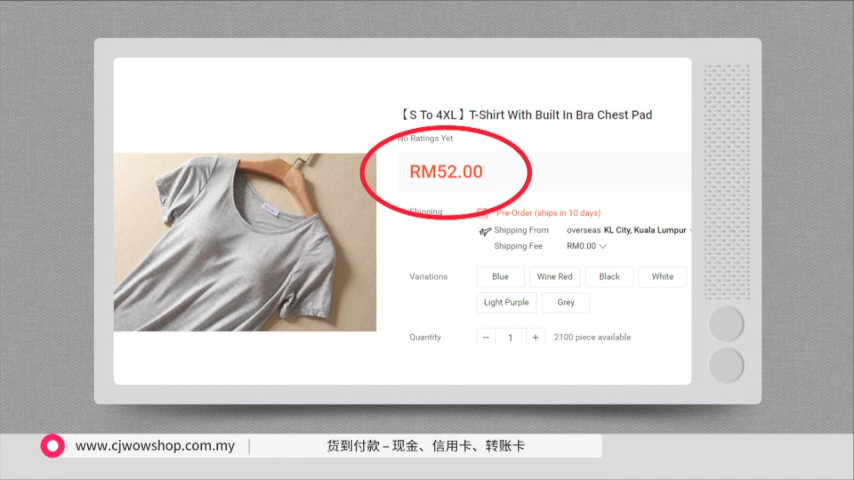 【S To 4XL】T-Shirt With Built In Bra Chest Pad
No Ratings Yet
RM52.00
Shipping
Pre-Order (ships in 10 days)
Shipping From overseas KL City, Kuala Lumpur
Shipping Fee RM0.00
Variations Blue Wine Red Black White
Light Purple Grey
Quantity − 1 + 2100 piece available
www.cjwowshop.com.my 货到付款 – 现金、信用卡、转账卡